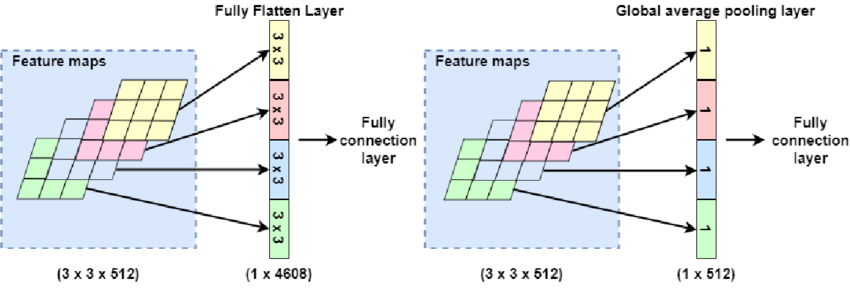 Fully Flatten Layer
Feature maps
3 x 3
3 x 3
3 x 3
3 x 3
Fully
connection
layer
(3 x 3 x 512)
(1 x 4608)
Global average pooling layer
Feature maps
1
1
1
1
Fully
connection
layer
(3 x 3 x 512)
(1 x 512)